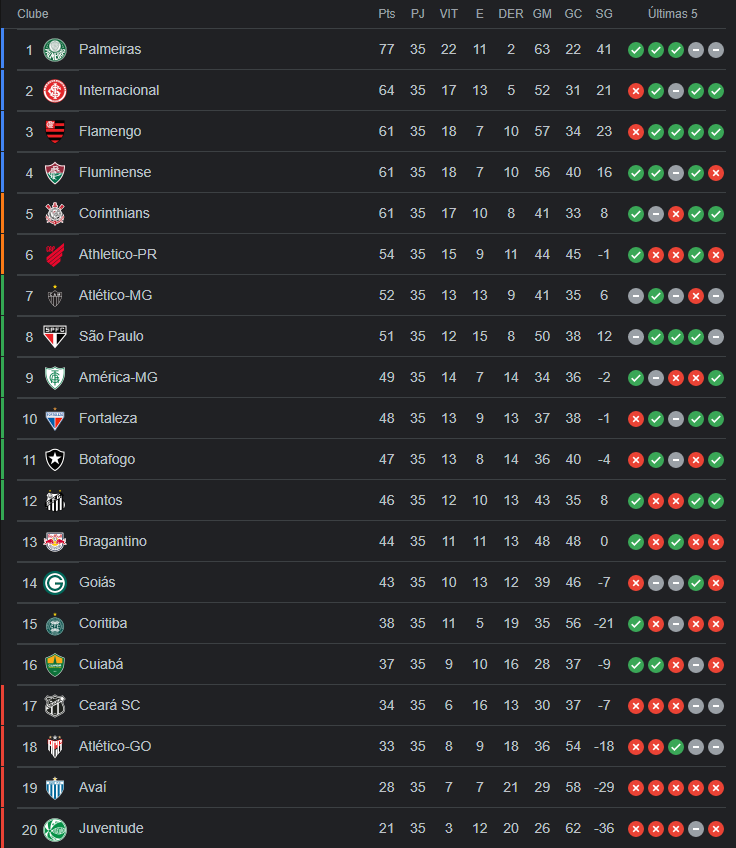 Clube Pts PJ VIT E DER GM GC SG Últimas 5
1 Palmeiras 77 35 22 11 2 63 22 41
2 Internacional 64 35 17 13 5 52 31 21
3 Flamengo 61 35 18 7 10 57 34 23
4 Fluminense 61 35 18 7 10 56 40 16
5 Corinthians 61 35 17 10 8 41 33 8
6 Athletico-PR 54 35 15 9 11 44 45 -1
7 Atlético-MG 52 35 13 13 9 41 35 6
8 SPFC São Paulo 51 35 12 15 8 50 38 12
9 América-MG 49 35 14 7 14 34 36 -2
10 Fortaleza 48 35 13 9 13 37 38 -1
11 Botafogo 47 35 13 8 14 36 40 -4
12 Santos 46 35 12 10 13 43 35 8
13 Bragantino 44 35 11 11 13 48 48 0
14 Goiás 43 35 10 13 12 39 46 -7
15 Coritiba 38 35 11 5 19 35 56 -21
16 Cuiabá 37 35 9 10 16 28 37 -9
17 Ceará SC 34 35 6 16 13 30 37 -7
18 Atlético-GO 33 35 8 9 18 36 54 -18
19 Avaí 28 35 7 7 21 29 58 -29
20 Juventude 21 35 3 12 20 26 62 -36